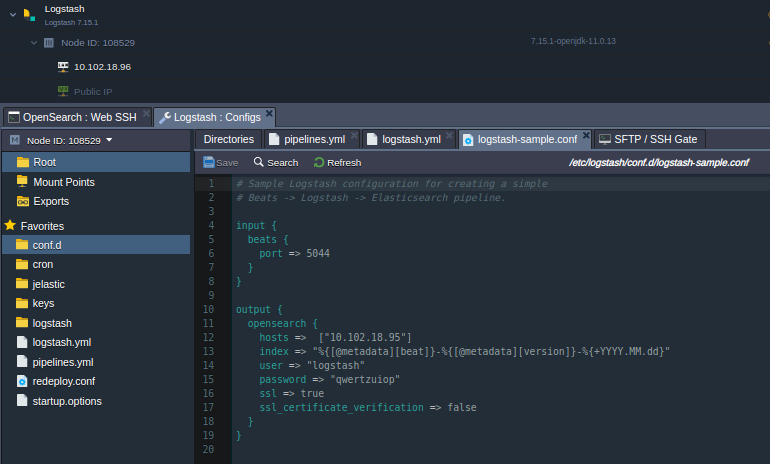 Logstash
Logstash 7.15.1
Node ID: 108529
7.15.1-openjdk-11.0.13
10.102.18.96
Public IP
OpenSearch : Web SSH
Logstash : Configs
Node ID: 108529
Directories
pipelines.yml
logstash.yml
logstash-sample.conf
SFTP / SSH Gate
Root
Mount Points
Exports
Favorites
conf.d
cron
jelastic
keys
logstash
logstash.yml
pipelines.yml
redeploy.conf
startup.options
Save
Search
Refresh
/etc/logstash/conf.d/logstash-sample.conf
1 # Sample Logstash configuration for creating a simple
2 # Beats -> Logstash -> Elasticsearch pipeline.
3
4 input {
5   beats {
6     port => 5044
7   }
8 }
9
10 output {
11   opensearch {
12     hosts =>  ["10.102.18.95"]
13     index => "%{[@metadata][beat]}-%{[@metadata][version]}-%{+YYYY.MM.dd}"
14     user => "logstash"
15     password => "qwertzuiop"
16     ssl => true
17     ssl_certificate_verification => false
18   }
19 }
20